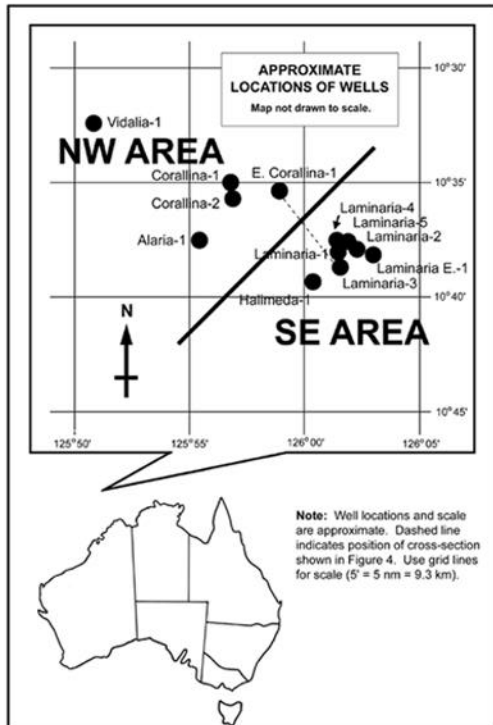 APPROXIMATE
LOCATIONS OF WELLS
Map not drawn to scale.
10°30'
Vidalia-1
NW AREA
Corallina-1
E. Corallina-1
10°35'
Corallina-2
Laminaria-4
Laminaria-5
Alaria-1
Laminaria-2
Laminaria-1
Laminaria E.-1
Laminaria-3
Halimeda-1
10°40'
SE AREA
N
10°45'
125°50'
125°55'
126°00'
126°05'
Note: Well locations and scale
are approximate. Dashed line
indicates position of cross-section
shown in Figure 4. Use grid lines
for scale (5' = 5 nm = 9.3 km).